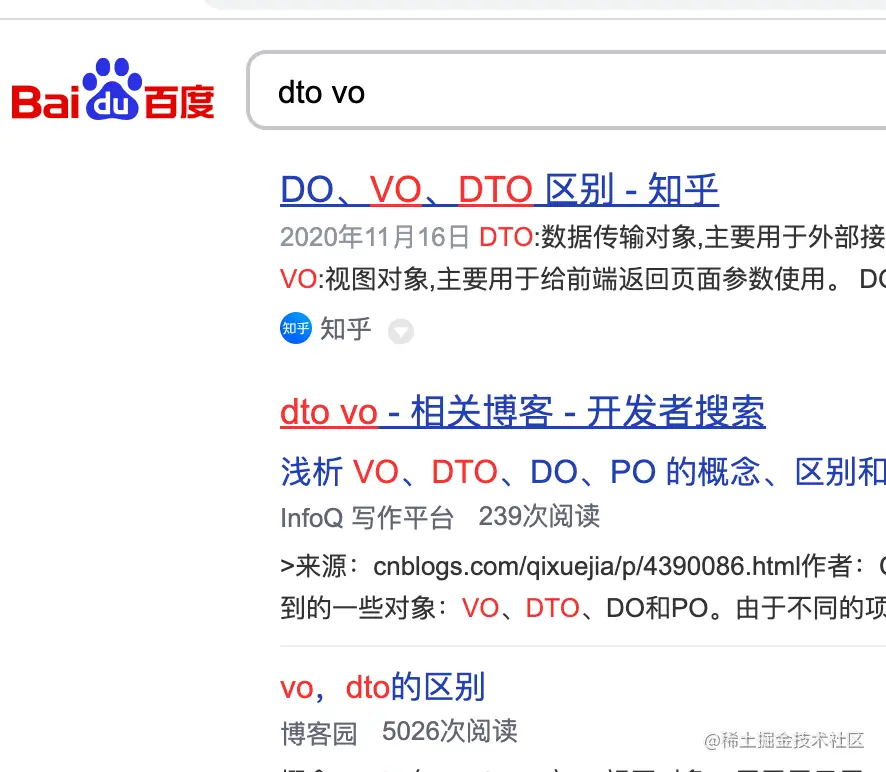 Bai du 百度
dto vo
DO、VO、DTO 区别 - 知乎
2020年11月16日 DTO:数据传输对象,主要用于外部接
VO:视图对象,主要用于给前端返回页面参数使用。 DO
知乎 知乎
dto vo - 相关博客 - 开发者搜索
浅析 VO、DTO、DO、PO 的概念、区别和
InfoQ 写作平台 239次阅读
>来源：cnblogs.com/qixuejia/p/4390086.html作者：
到的一些对象：VO、DTO、DO和PO。由于不同的项
vo，dto的区别
博客园 5026次阅读
@稀土掘金技术社区